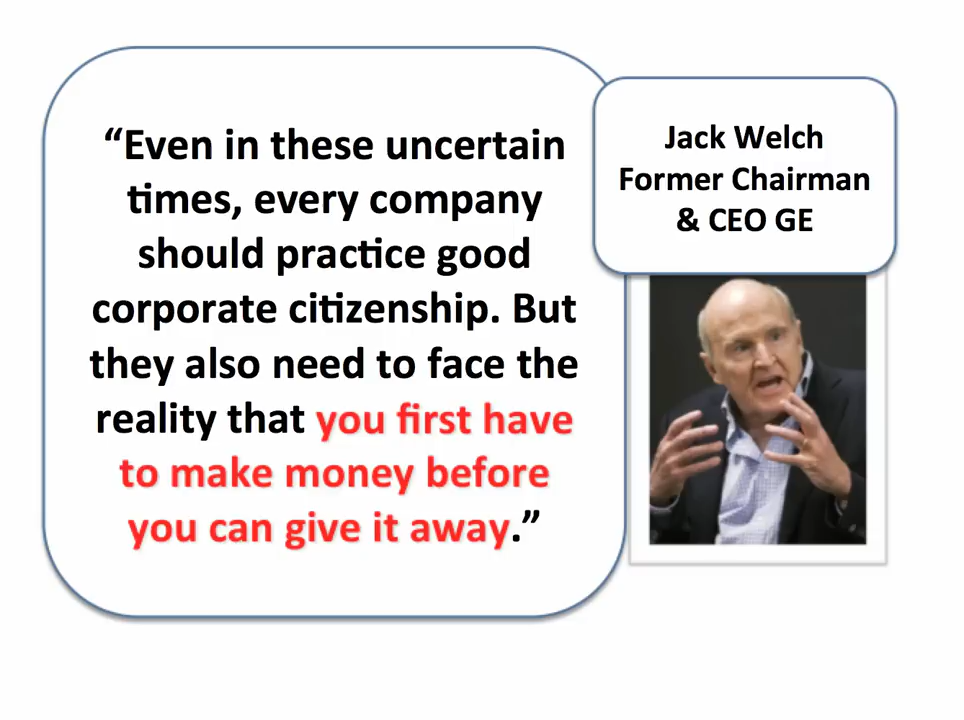 “Even in these uncertain
times, every company
should practice good
corporate citizenship. But
they also need to face the
reality that you first have
to make money before
you can give it away.”
Jack Welch
Former Chairman
& CEO GE